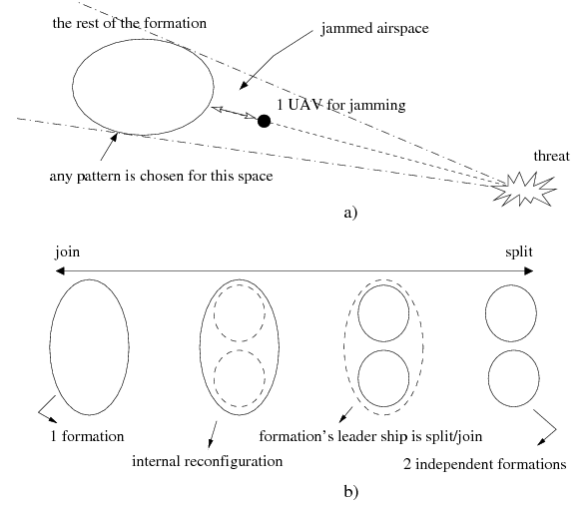 the rest of the formation
jammed airspace
1 UAV for jamming
threat
any pattern is chosen for this space
a)
join
split
1 formation
formation's leader ship is split/join
internal reconfiguration
2 independent formations
b)